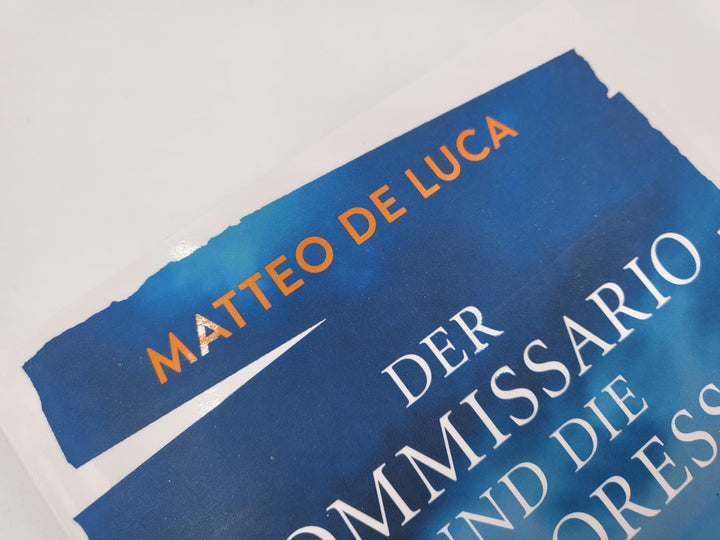 MATTEO DE LUCA
DER
OMMISSARIO
UND DIE
ORESS